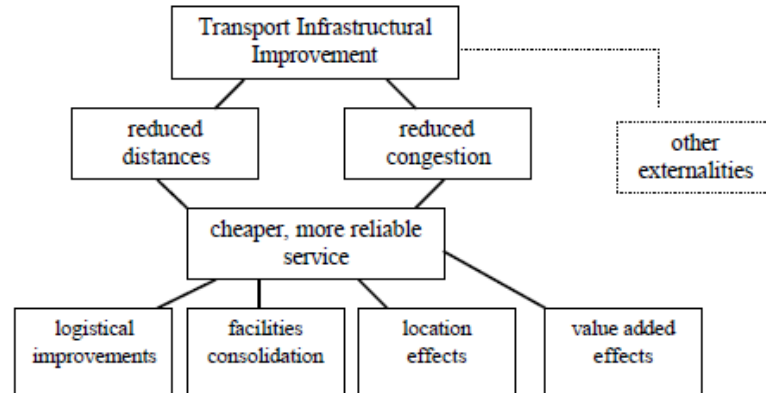 Transport Infrastructural
Improvement
reduced
distances
reduced
congestion
other
externalities
cheaper, more reliable
service
logistical
improvements
facilities
consolidation
location
effects
value added
effects